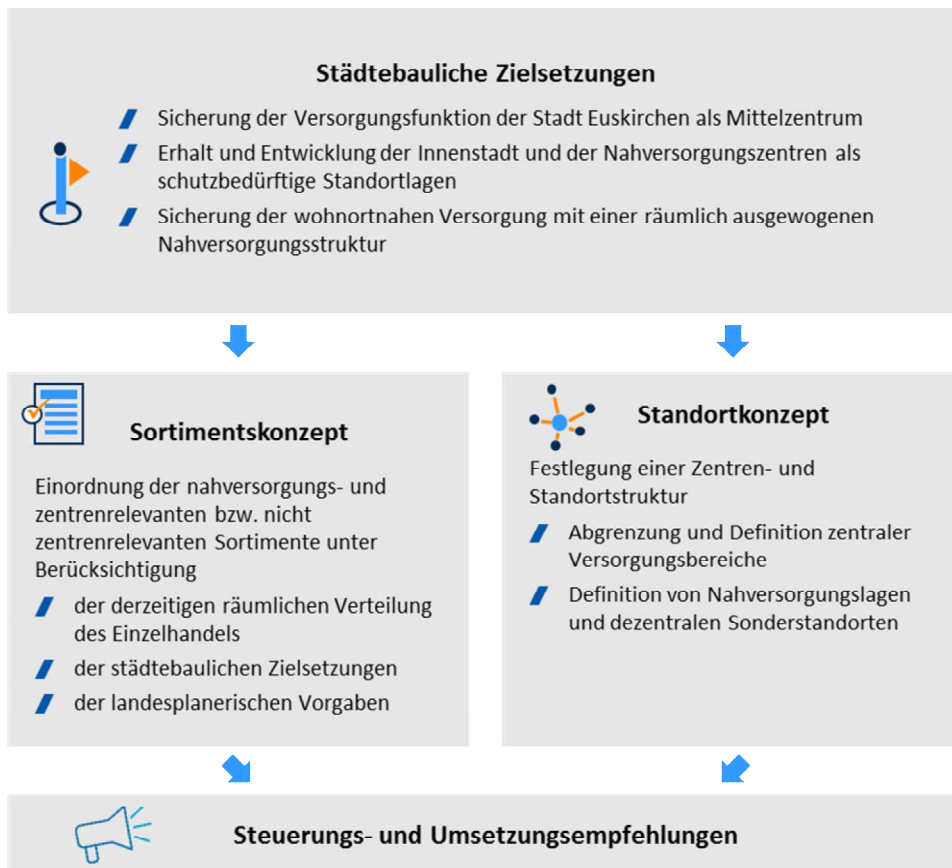 Städtebauliche Zielsetzungen
Sicherung der Versorgungsfunktion der Stadt Euskirchen als Mittelzentrum
Erhalt und Entwicklung der Innenstadt und der Nahversorgungszentren als
schutzbedürftige Standortlagen
Sicherung der wohnortnahen Versorgung mit einer räumlich ausgewogenen
Nahversorgungsstruktur
Sortimentskonzept
Einordnung der nahversorgungs- und
zentrenrelevanten bzw. nicht
zentrenrelevanten Sortimente unter
Berücksichtigung
der derzeitigen räumlichen Verteilung
des Einzelhandels
der städtebaulichen Zielsetzungen
der landesplanerischen Vorgaben
Standortkonzept
Festlegung einer Zentren- und
Standortstruktur
Abgrenzung und Definition zentraler
Versorgungsbereiche
Definition von Nahversorgungslagen
und dezentralen Sonderstandorten
Steuerungs- und Umsetzungsempfehlungen